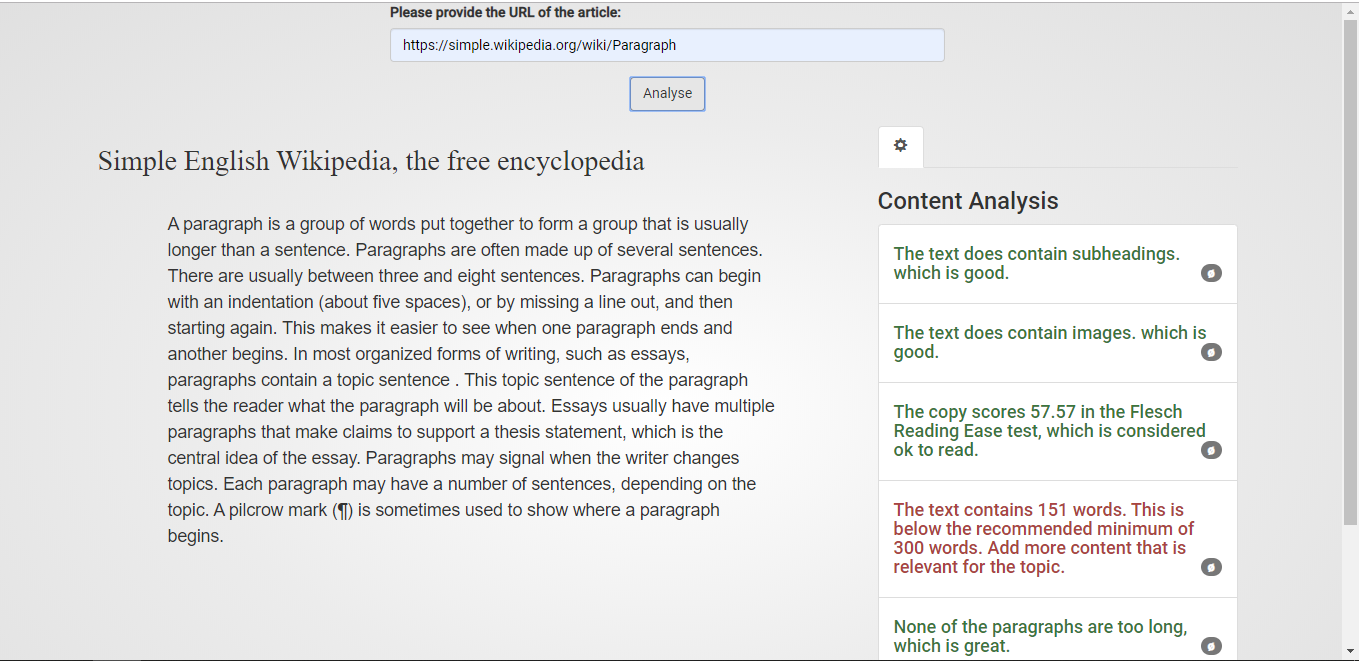 Please provide the URL of the article:
https://simple.wikipedia.org/wiki/Paragraph
Analyse
Simple English Wikipedia, the free encyclopedia
A paragraph is a group of words put together to form a group that is usually
longer than a sentence. Paragraphs are often made up of several sentences.
There are usually between three and eight sentences. Paragraphs can begin
with an indentation (about five spaces), or by missing a line out, and then
starting again. This makes it easier to see when one paragraph ends and
another begins. In most organized forms of writing, such as essays,
paragraphs contain a topic sentence . This topic sentence of the paragraph
tells the reader what the paragraph will be about. Essays usually have multiple
paragraphs that make claims to support a thesis statement, which is the
central idea of the essay. Paragraphs may signal when the writer changes
topics. Each paragraph may have a number of sentences, depending on the
topic. A pilcrow mark (¶) is sometimes used to show where a paragraph
begins.
Content Analysis
The text does contain subheadings.
which is good.
The text does contain images. which is
good.
The copy scores 57.57 in the Flesch
Reading Ease test, which is considered
ok to read.
The text contains 151 words. This is
below the recommended minimum of
300 words. Add more content that is
relevant for the topic.
None of the paragraphs are too long,
which is great.